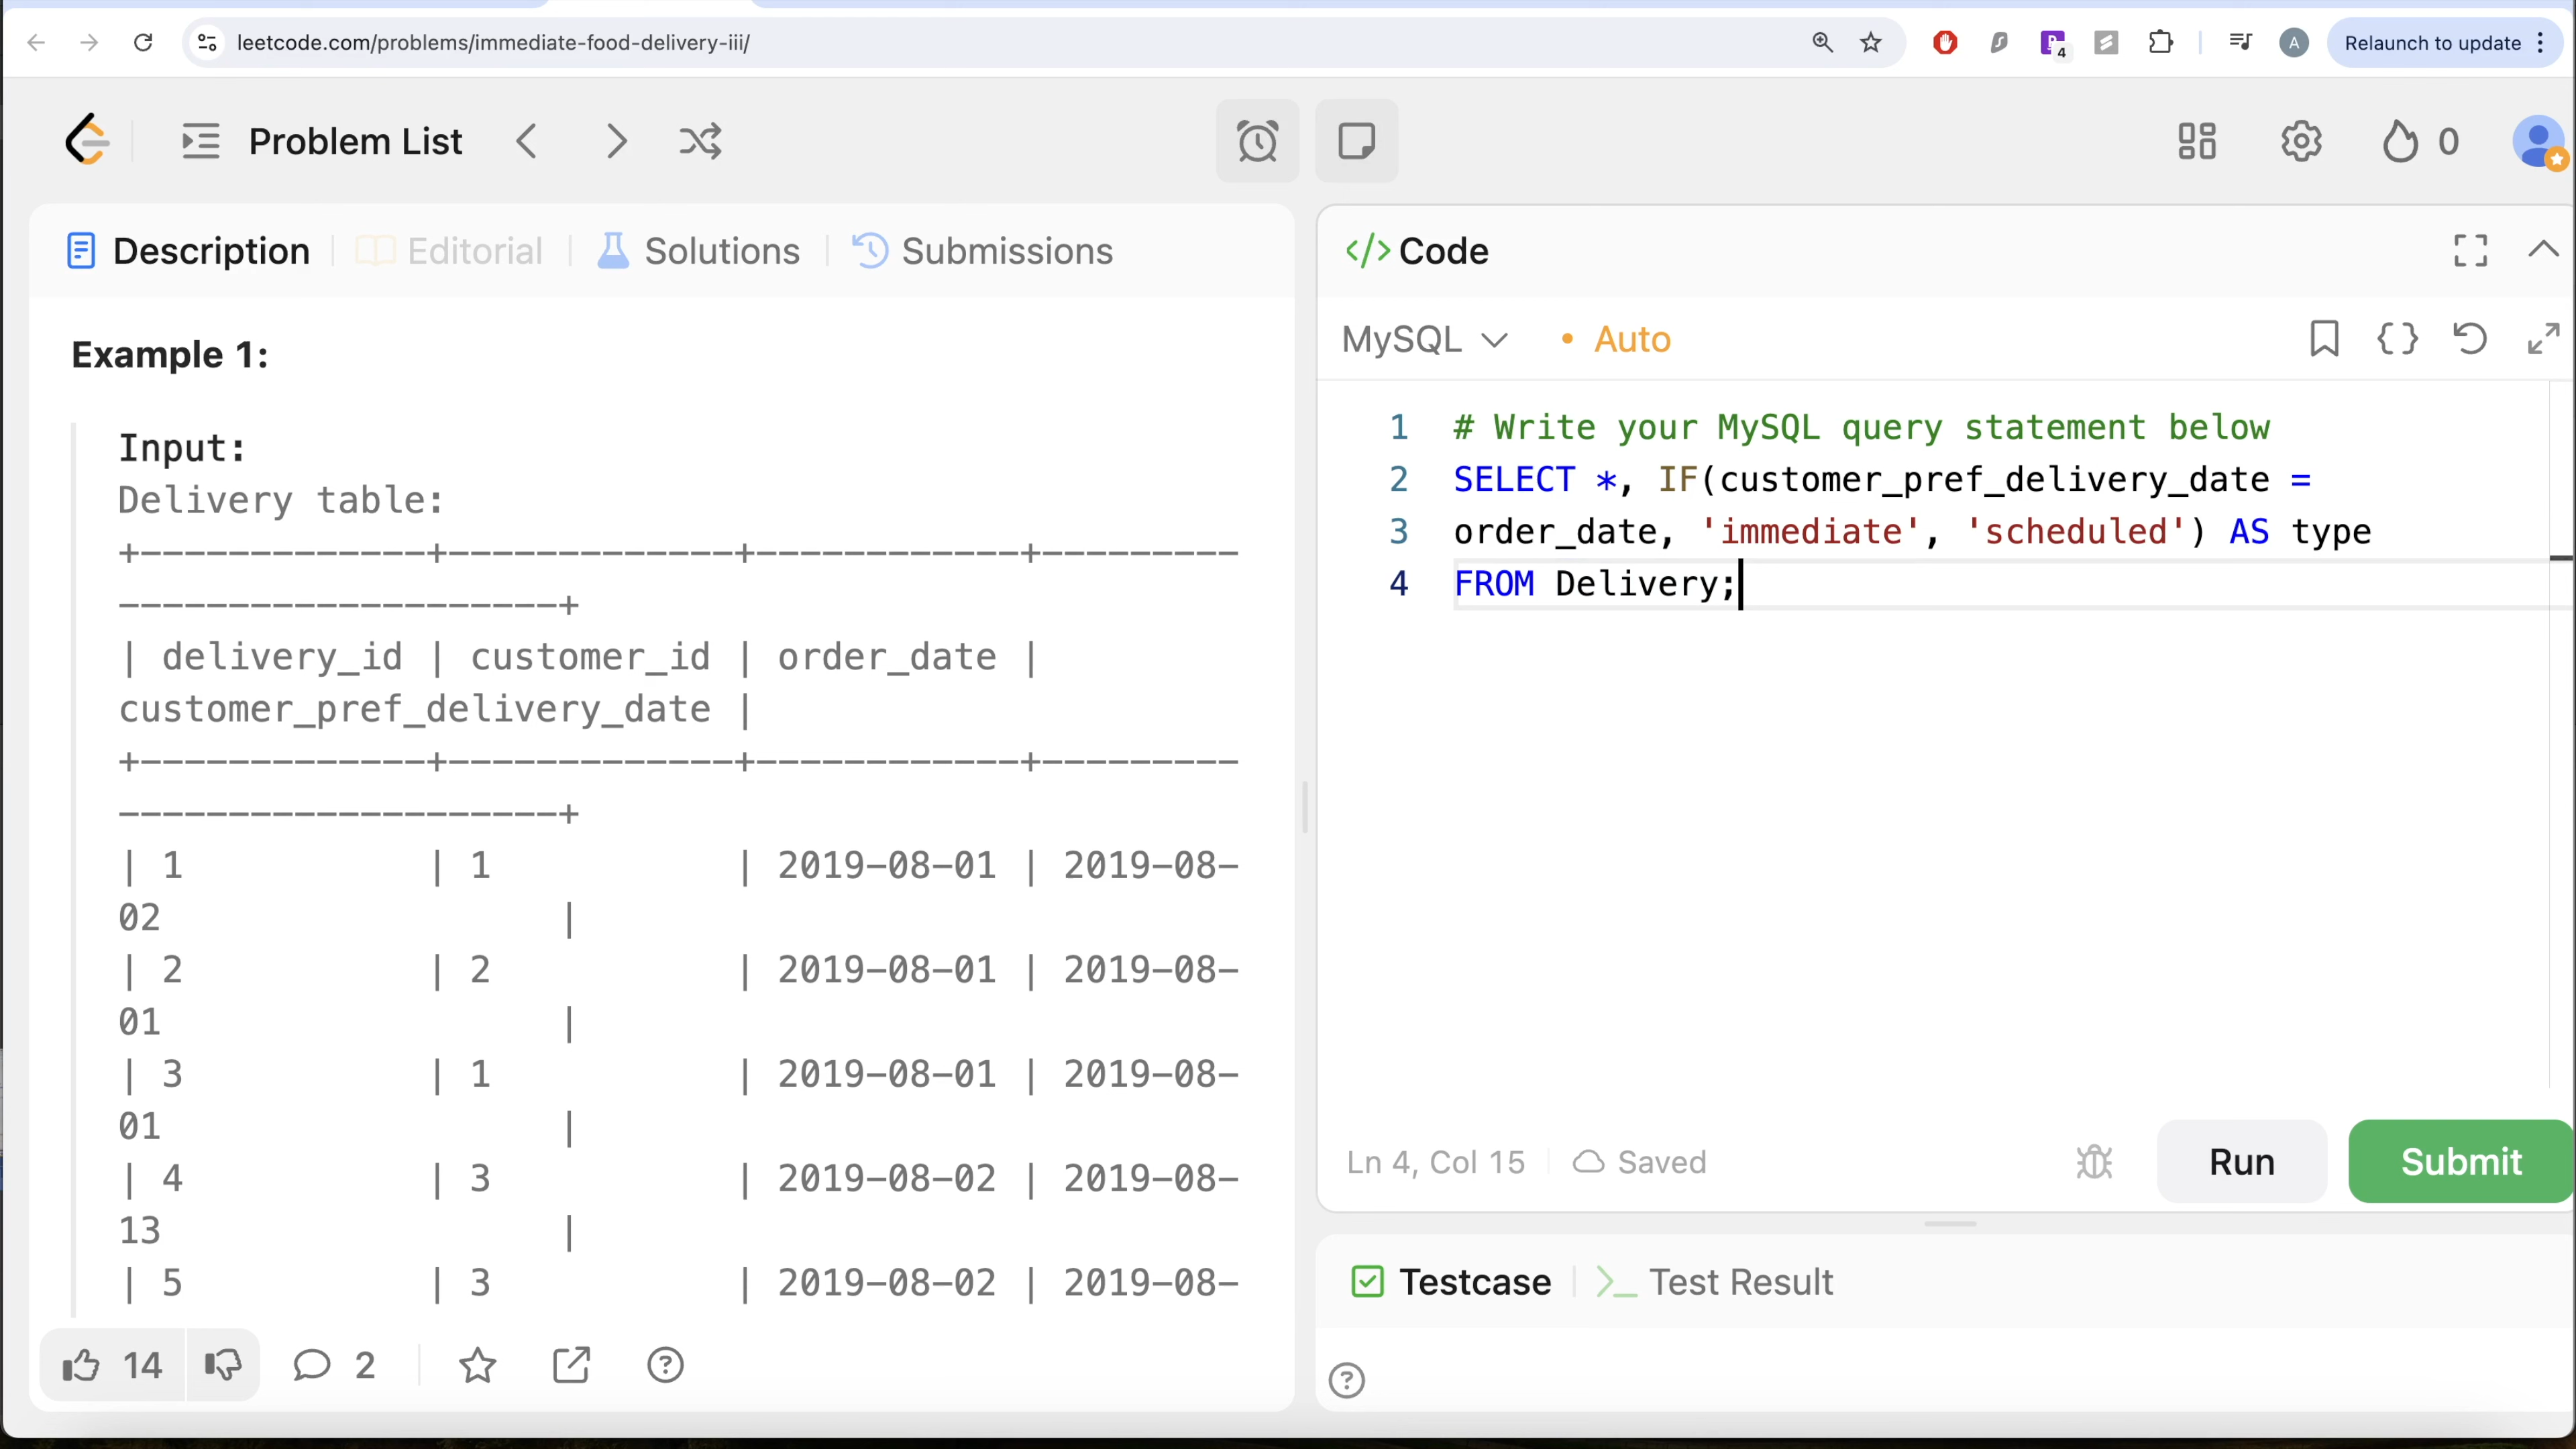 leetcode.com/problems/immediate-food-delivery-iii/
4
A
Relaunch to update
Problem List
0
Description
Editorial
Solutions
Submissions
Example 1:
Input:
Delivery table:
+-------------+-------------+------------+---------
--------------------+
| delivery_id | customer_id | order_date |
customer_pref_delivery_date |
+-------------+-------------+------------+---------
--------------------+
| 1 | 1 | 2019-08-01 | 2019-08-
02 |
| 2 | 2 | 2019-08-01 | 2019-08-
01 |
| 3 | 1 | 2019-08-01 | 2019-08-
01 |
| 4 | 3 | 2019-08-02 | 2019-08-
13 |
| 5 | 3 | 2019-08-02 | 2019-08-
14
2
</> Code
MySQL
• Auto
1 # Write your MySQL query statement below
2 SELECT *, IF(customer_pref_delivery_date =
3 order_date, 'immediate', 'scheduled') AS type
4 FROM Delivery;
Ln 4, Col 15
Saved
Run
Submit
Testcase
Test Result